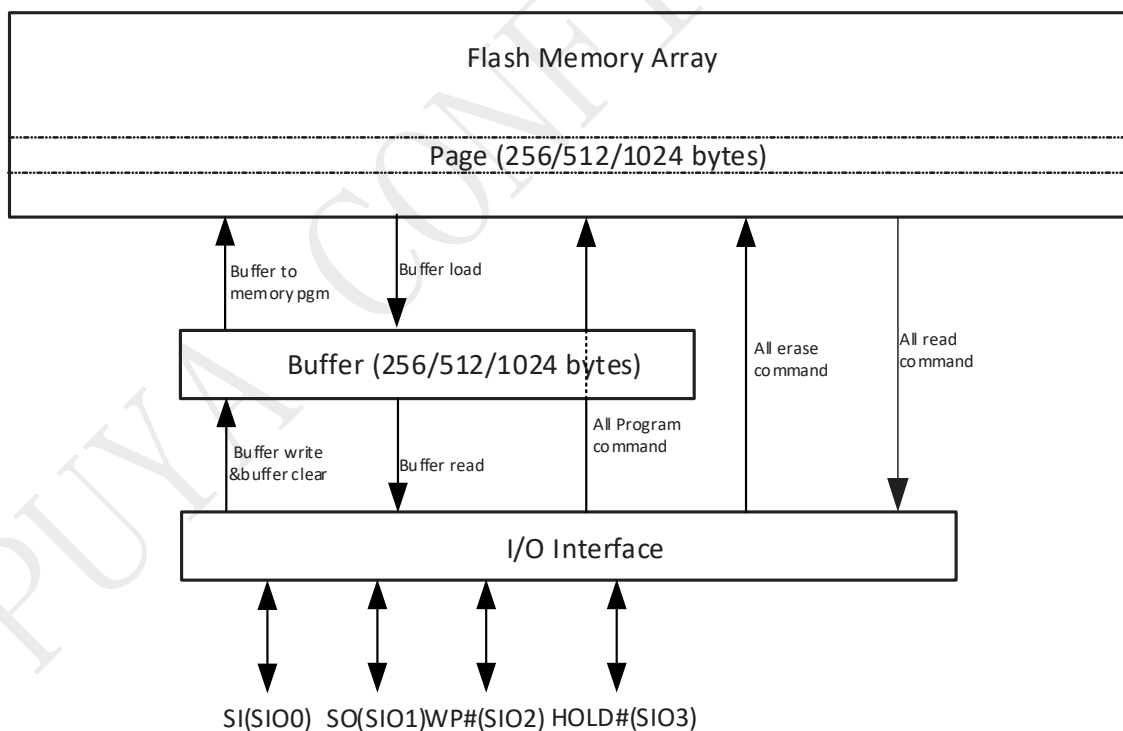 Flash Memory Array
Page (256/512/1024 bytes)
Buffer to
memory pgm
Buffer load
All erase
command
All read
command
Buffer (256/512/1024 bytes)
Buffer write
&buffer clear
Buffer read
All Program
command
I/O Interface
SI(SIO0) SO(SIO1)WP#(SIO2) HOLD#(SIO3)
PUYA CONF